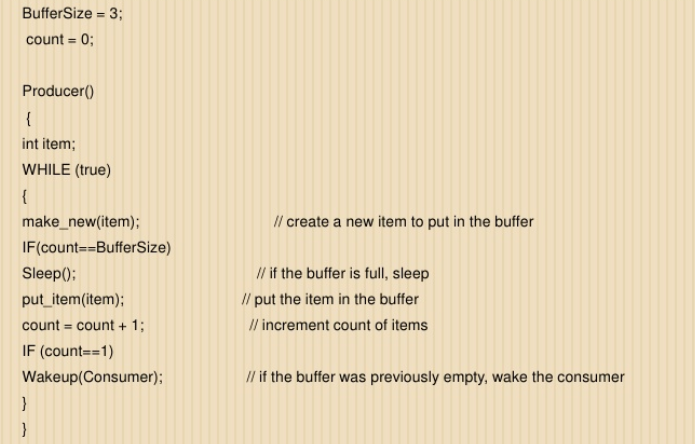 BufferSize = 3;
count = 0;
Producer()
{
int item;
WHILE (true)
{
make_new(item); // create a new item to put in the buffer
IF(count==BufferSize)
Sleep(); // if the buffer is full, sleep
put_item(item); // put the item in the buffer
count = count + 1; // increment count of items
IF (count==1)
Wakeup(Consumer); // if the buffer was previously empty, wake the consumer
}
}